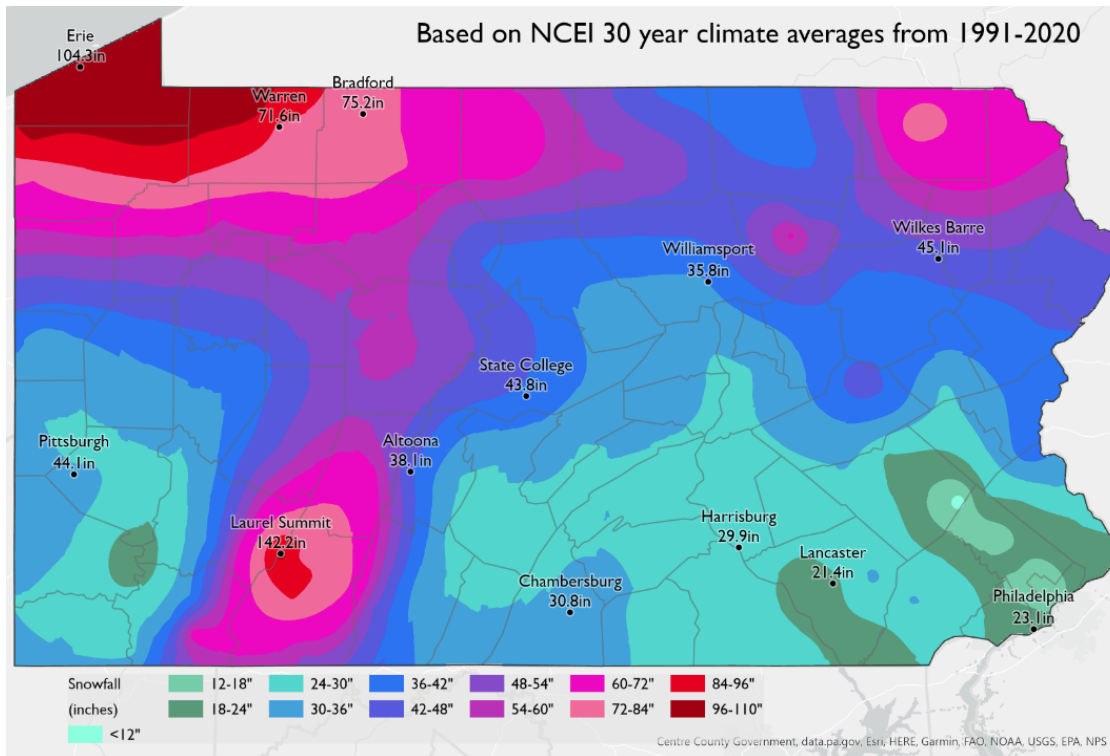 Based on NCEI 30 year climate averages from 1991-2020
Erie
104.3in
Warren
71.6in
Bradford
75.2in
Williamsport
35.8in
Wilkes Barre
45.1in
State College
43.8in
Pittsburgh
44.1in
Altoona
38.1in
Laurel Summit
142.2in
Harrisburg
29.9in
Lancaster
21.4in
Chambersburg
30.8in
Philadelphia
23.1in
Snowfall 12-18" 24-30" 36-42" 48-54" 60-72" 84-96"
(inches) 18-24" 30-36" 42-48" 54-60" 72-84" 96-110"
<12"
Centre County Government, data.pa.gov, Esri, HERE, Garmin, FAO, NOAA, USGS, EPA, NPS